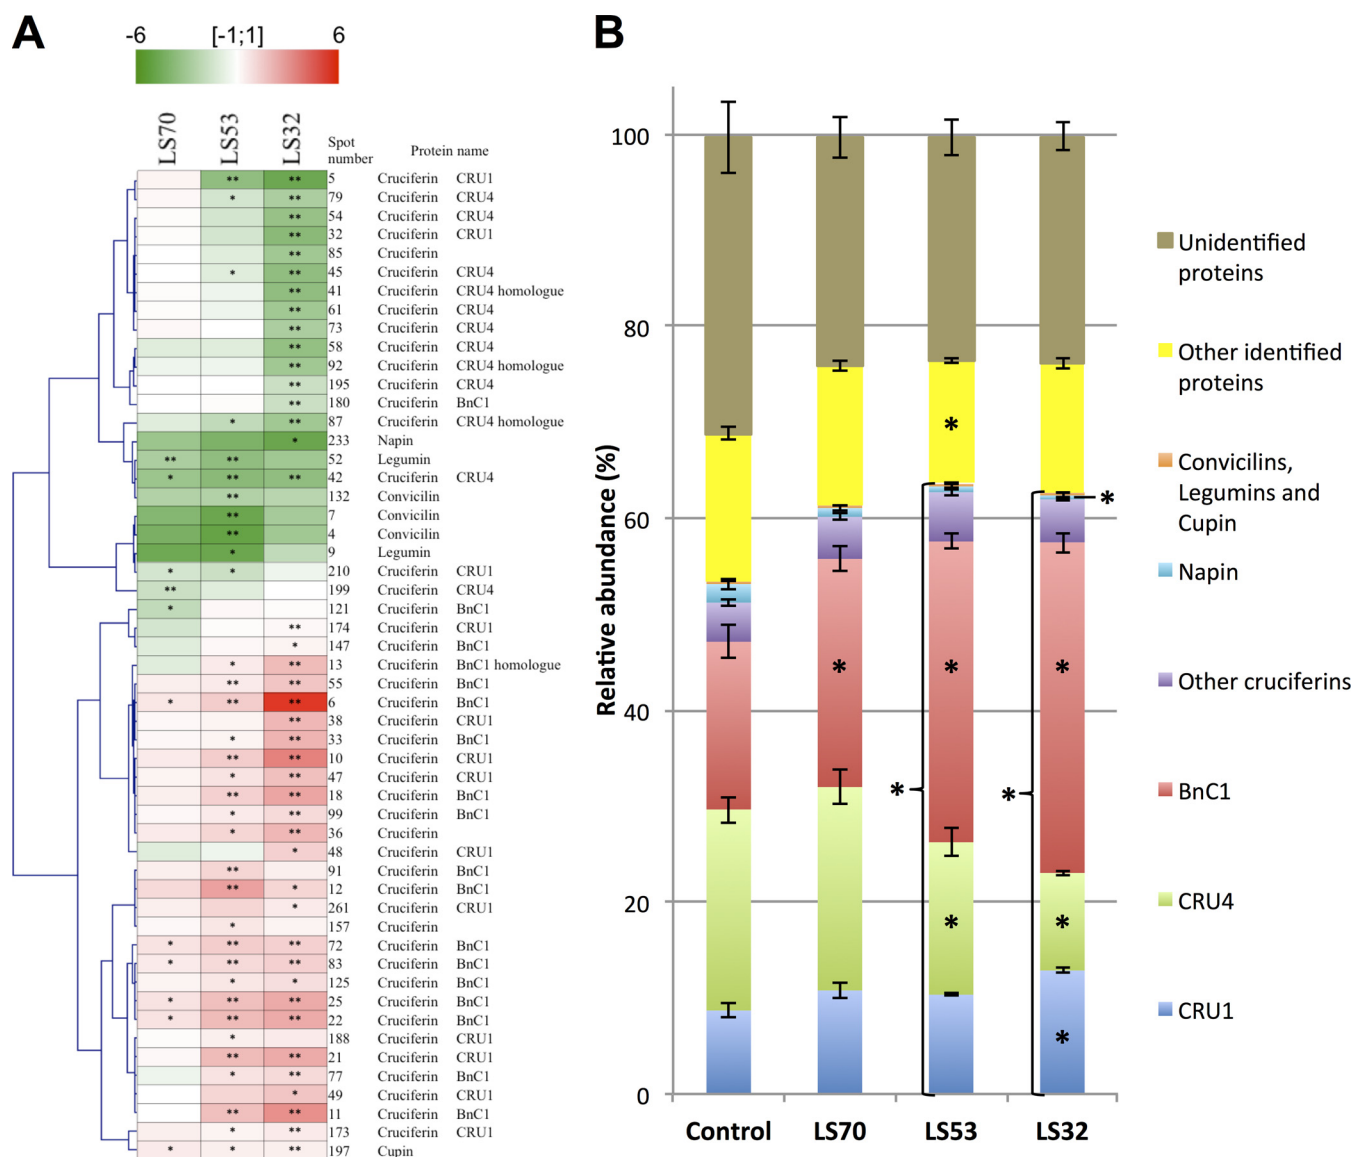 A
-6 [-1;1] 6
LS70 LS53 LS32 Spot number Protein name
** ** 5 Cruciferin CRU1
* ** 79 Cruciferin CRU4
** 54 Cruciferin CRU4
** 32 Cruciferin CRU1
** 85 Cruciferin
* ** 45 Cruciferin CRU4
** 41 Cruciferin CRU4 homologue
** 61 Cruciferin CRU4
** 73 Cruciferin CRU4
** 58 Cruciferin CRU4
** 92 Cruciferin CRU4 homologue
** 195 Cruciferin CRU4
** 180 Cruciferin BnC1
* ** 87 Cruciferin CRU4 homologue
* 233 Napin
** ** 52 Legumin
* ** ** 42 Cruciferin CRU4
** 132 Convicilin
** 7 Convicilin
** 4 Convicilin
* 9 Legumin
* * 210 Cruciferin CRU1
** 199 Cruciferin CRU4
* 121 Cruciferin BnC1
** 174 Cruciferin CRU1
* 147 Cruciferin BnC1
* ** 13 Cruciferin BnC1 homologue
** ** 55 Cruciferin BnC1
* ** ** 6 Cruciferin BnC1
** 38 Cruciferin CRU1
* ** 33 Cruciferin BnC1
** ** 10 Cruciferin CRU1
* ** 47 Cruciferin CRU1
** ** 18 Cruciferin BnC1
* ** 99 Cruciferin BnC1
* ** 36 Cruciferin
* 48 Cruciferin CRU1
** 91 Cruciferin BnC1
** * 12 Cruciferin BnC1
* 261 Cruciferin CRU1
* 157 Cruciferin
* ** ** 72 Cruciferin BnC1
* ** ** 83 Cruciferin BnC1
* * 125 Cruciferin BnC1
* ** ** 25 Cruciferin BnC1
* ** ** 22 Cruciferin BnC1
* 188 Cruciferin CRU1
** ** 21 Cruciferin CRU1
* ** 77 Cruciferin BnC1
* 49 Cruciferin CRU1
** ** 11 Cruciferin BnC1
* ** 173 Cruciferin CRU1
* * ** 197 Cupin
B
Relative abundance (%)
100
80
60
40
20
0
* *
* * *
* *
* *
*
Control LS70 LS53 LS32
Unidentified
proteins
Other identified
proteins
Convicilins,
Legumins and
Cupin
Napin
Other cruciferins
BnC1
CRU4
CRU1